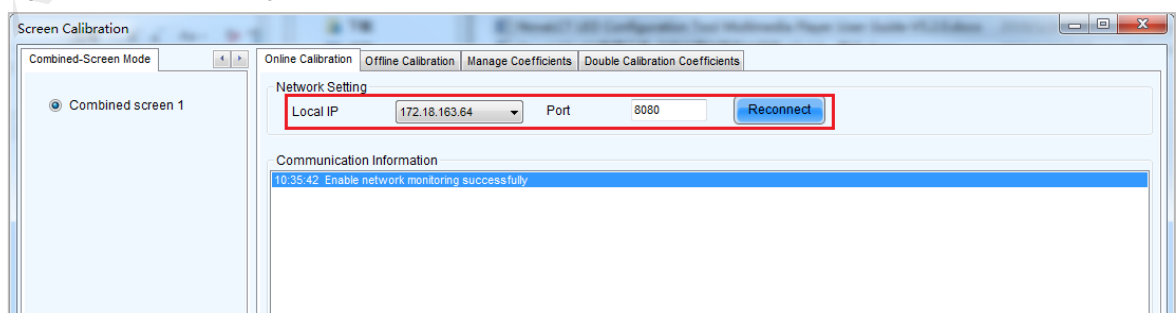 Screen Calibration
Combined-Screen Mode
Online Calibration Offline Calibration Manage Coefficients Double Calibration Coefficients
Combined screen 1
Network Setting
Local IP 172.18.163.64 Port 8080 Reconnect
Communication Information
10:35:42 Enable network monitoring successfully